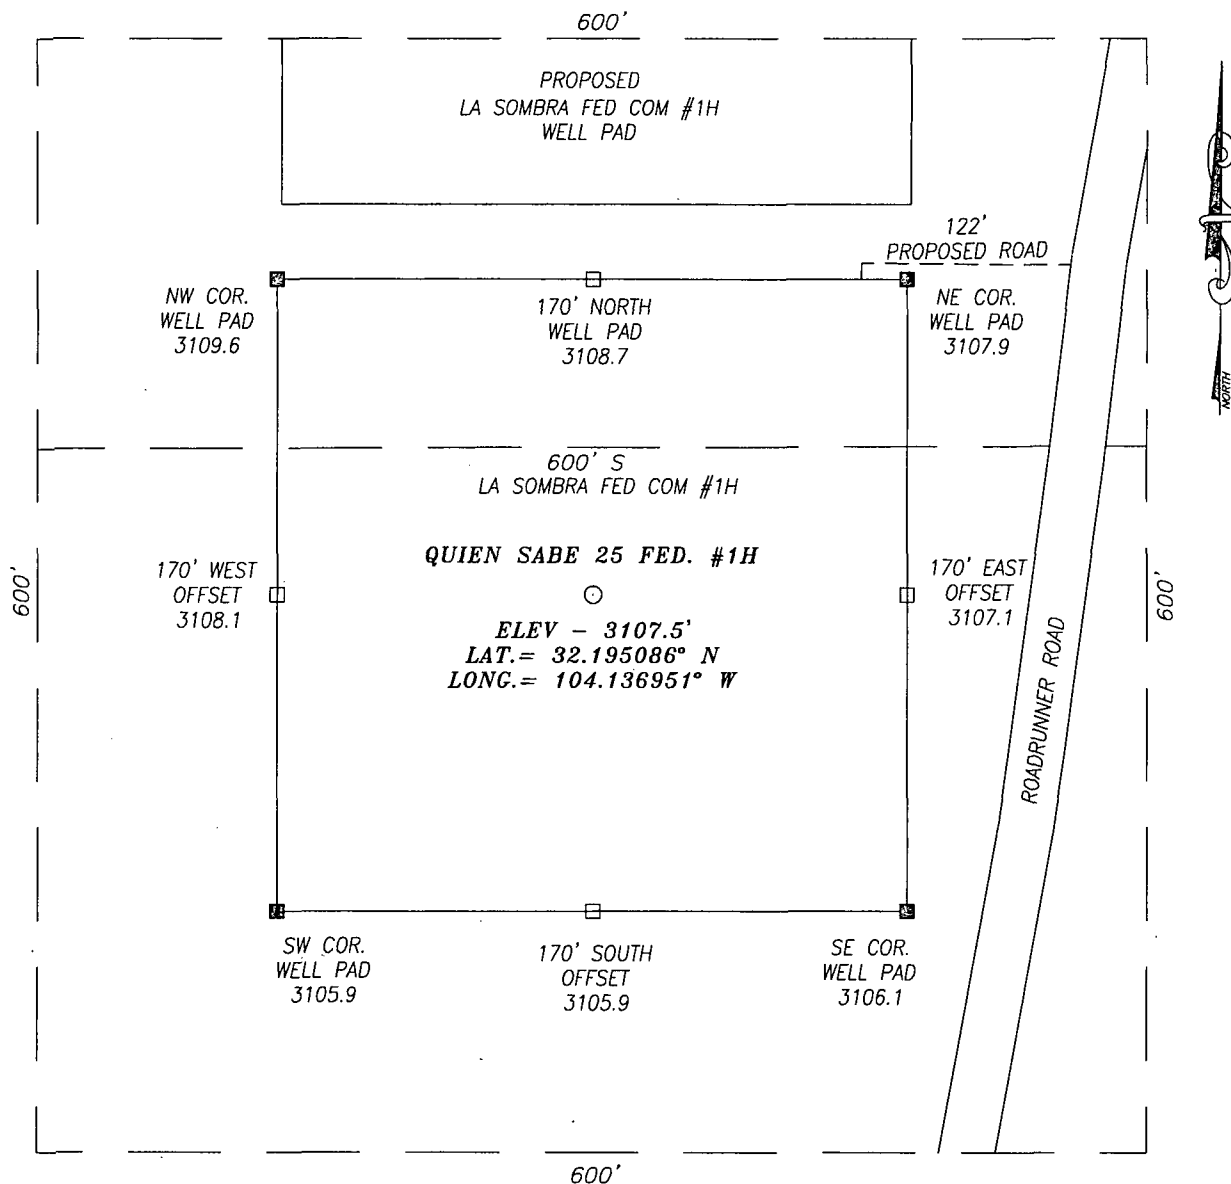 600'
PROPOSED
LA SOMBRA FED COM #1H
WELL PAD
122'
PROPOSED ROAD
NW COR.
WELL PAD
3109.6
170' NORTH
WELL PAD
3108.7
NE COR.
WELL PAD
3107.9
NORTH
600' S
LA SOMBRA FED COM #1H
QUIEN SABE 25 FED. #1H
600'
170' WEST
OFFSET
3108.1
170' EAST
OFFSET
3107.1
600'
ELEV - 3107.5'
LAT.= 32.195086° N
LONG.= 104.136951° W
ROADRUNNER ROAD
SW COR.
WELL PAD
3105.9
170' SOUTH
OFFSET
3105.9
SE COR.
WELL PAD
3106.1
600'